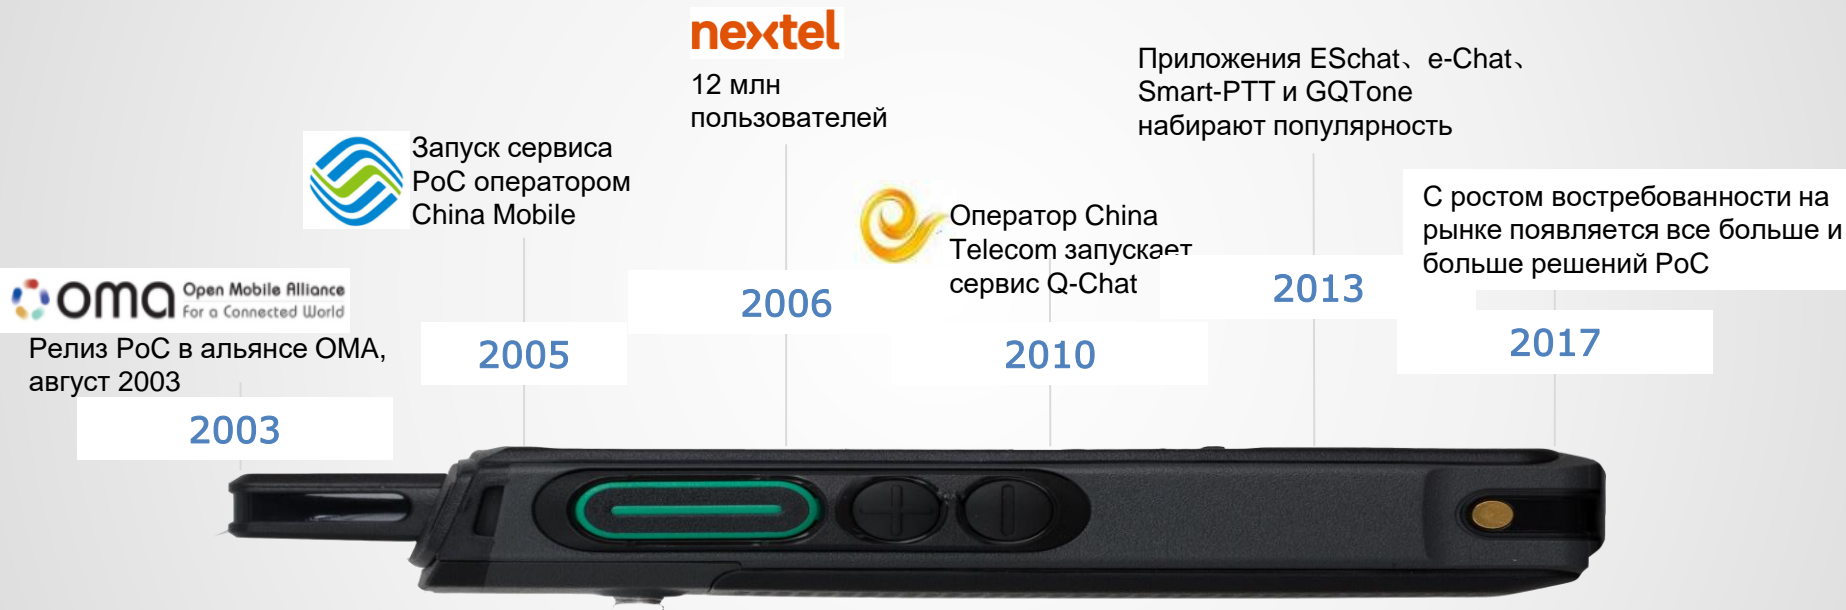 oma Open Mobile Alliance
For a Connected World
Релиз PoC в альянсе OMA,
август 2003
2003
Запуск сервиса
PoC оператором
China Mobile
2005
nextel
12 млн
пользователей
2006
Оператор China
Telecom запускает
сервис Q-Chat
2010
Приложения ESchat、e-Chat、
Smart-PTT и GQTone
набирают популярность
2013
С ростом востребованности на
рынке появляется все больше и
больше решений PoC
2017